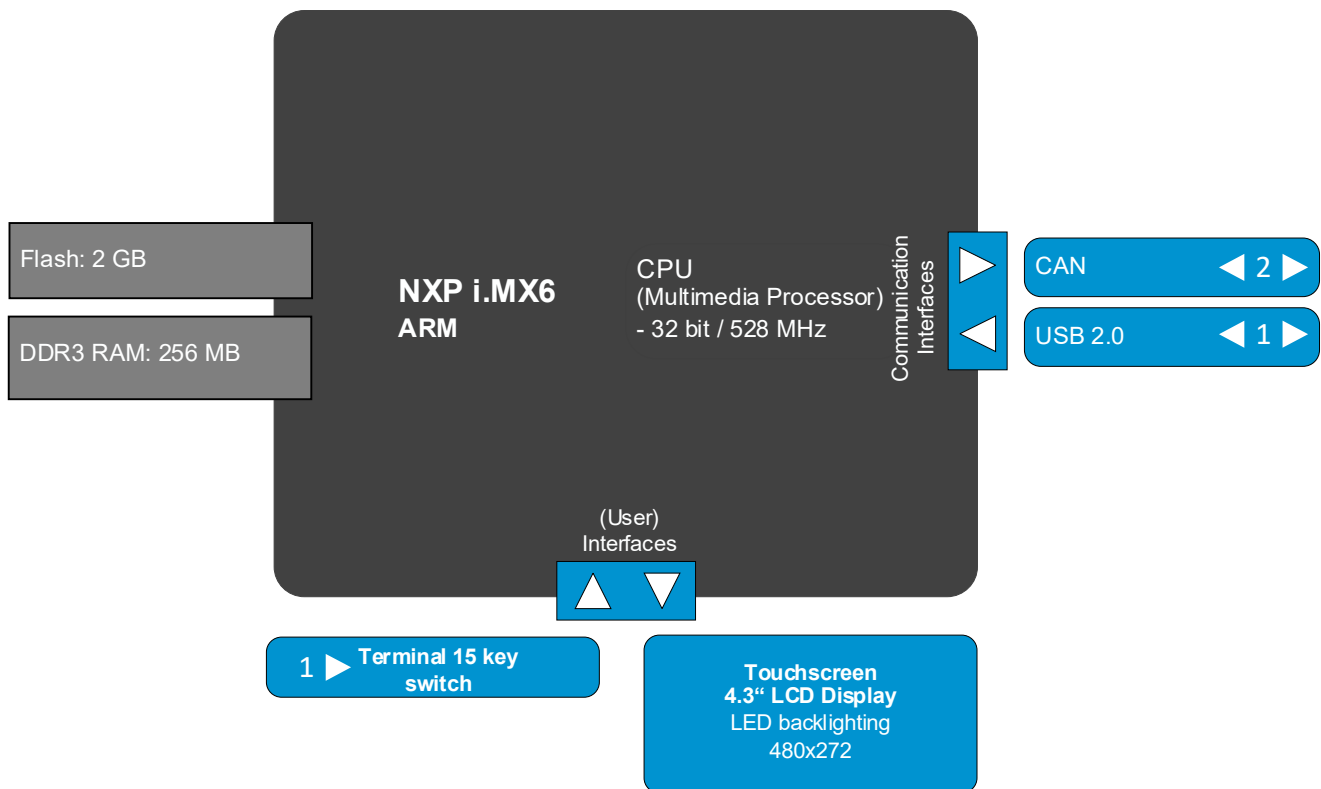 Flash: 2 GB
DDR3 RAM: 256 MB
NXP i.MX6
ARM
CPU
(Multimedia Processor)
- 32 bit / 528 MHz
Communication
Interfaces
CAN
2
USB 2.0
1
(User)
Interfaces
1
Terminal 15 key
switch
Touchscreen
4.3“ LCD Display
LED backlighting
480x272